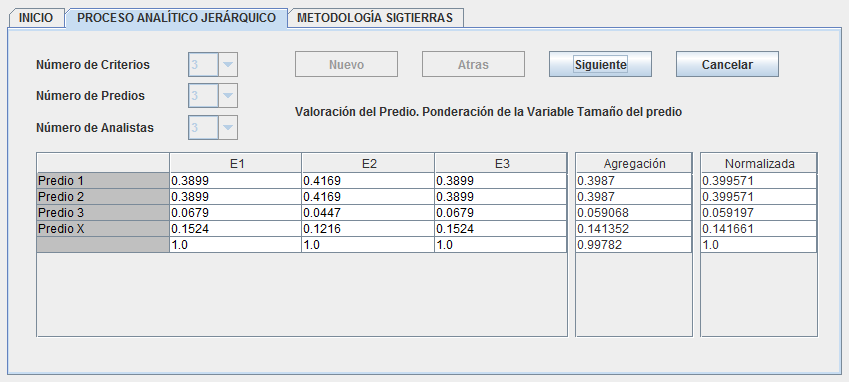 INICIO PROCESO ANALÍTICO JERÁRQUICO METODOLOGÍA SIGTIERRAS
Número de Criterios 3 Nuevo Atras Siguiente Cancelar
Número de Predios 3
Valoración del Predio. Ponderación de la Variable Tamaño del predio
Número de Analistas 3
E1 E2 E3 Agregación Normalizada
Predio 1 0.3899 0.4169 0.3899 0.3987 0.399571
Predio 2 0.3899 0.4169 0.3899 0.3987 0.399571
Predio 3 0.0679 0.0447 0.0679 0.059068 0.059197
Predio X 0.1524 0.1216 0.1524 0.141352 0.141661
1.0 1.0 1.0 0.99782 1.0